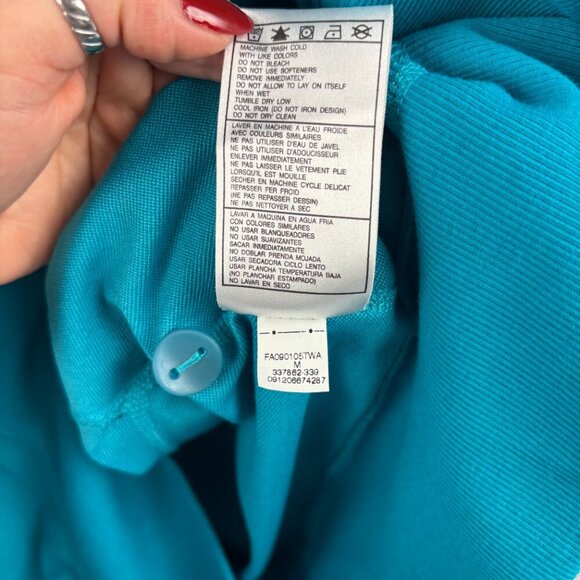 MACHINE WASH COLD
WITH LIKE COLORS
DO NOT BLEACH
DO NOT USE SOFTENERS
REMOVE IMMEDIATELY
DO NOT ALLOW TO LAY ON ITSELF
WHEN WET
TUMBLE DRY LOW
COOL IRON (DO NOT IRON DESIGN)
DO NOT DRY CLEAN
LAVER EN MACHINE A L'EAU FROIDE
AVEC COULEURS SIMILAIRES
NE PAS UTILISER D'EAU DE JAVEL
NE PAS UTILISER D'ADOUCISSEUR
ENLEVER IMMEDIATEMENT
NE PAS LAISSER LE VETEMENT PLIE
LORSQU'IL EST MOUILLE
SECHER EN MACHINE CYCLE DELICAT
REPASSER FER FROID
(NE PAS REPASSER DESSIN)
NE PAS NETTOYER A SEC
LAVAR A MAQUINA EN AGUA FRIA
CON COLORES SIMILARES
NO USAR BLANQUEADORES
NO USAR SUAVIZANTES
SACAR INMEDIATAMENTE
NO DOBLAR PRENDA MOJADA
USAR SECADORA CICLO LENTO
USAR PLANCHA TEMPERATURA BAJA
(NO PLANCHAR ESTAMPADO)
NO LAVAR EN SECO
FA090105TWA
M
337862-339
091206674287